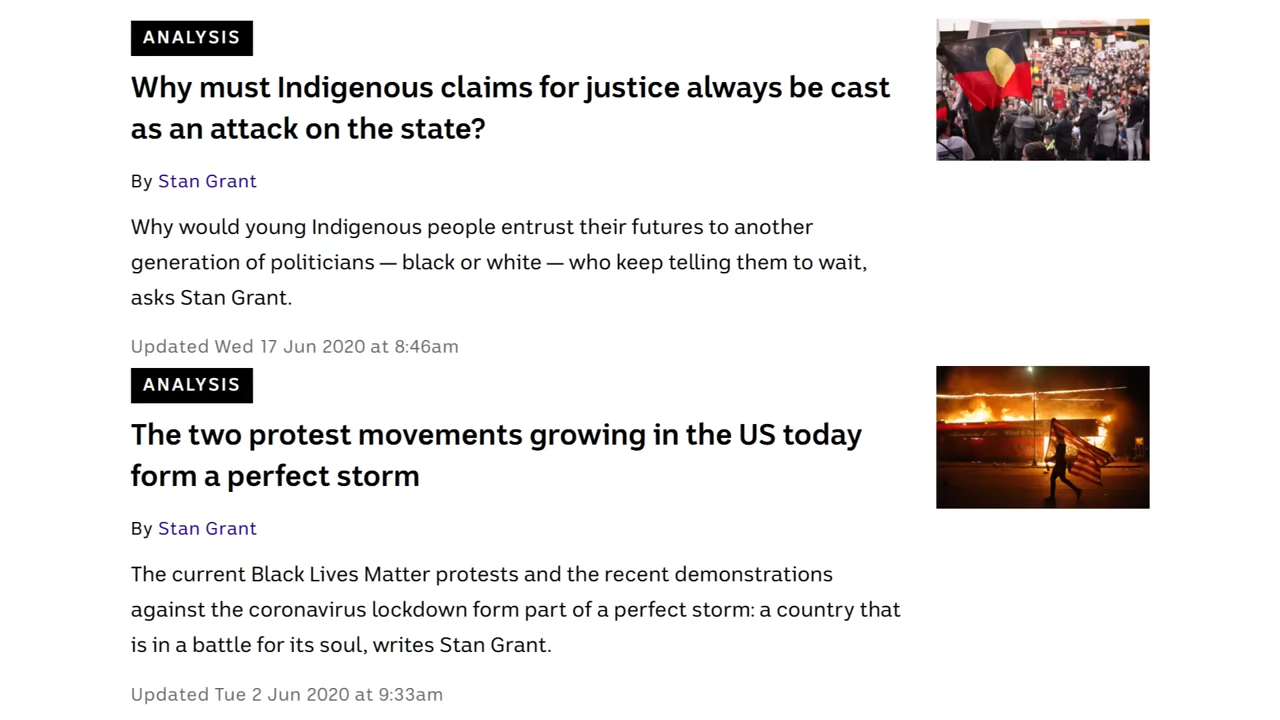 ANALYSIS
Why must Indigenous claims for justice always be cast
as an attack on the state?
By Stan Grant
Why would young Indigenous people entrust their futures to another
generation of politicians — black or white — who keep telling them to wait,
asks Stan Grant.
Updated Wed 17 Jun 2020 at 8:46am
ANALYSIS
The two protest movements growing in the US today
form a perfect storm
By Stan Grant
The current Black Lives Matter protests and the recent demonstrations
against the coronavirus lockdown form part of a perfect storm: a country that
is in a battle for its soul, writes Stan Grant.
Updated Tue 2 Jun 2020 at 9:33am